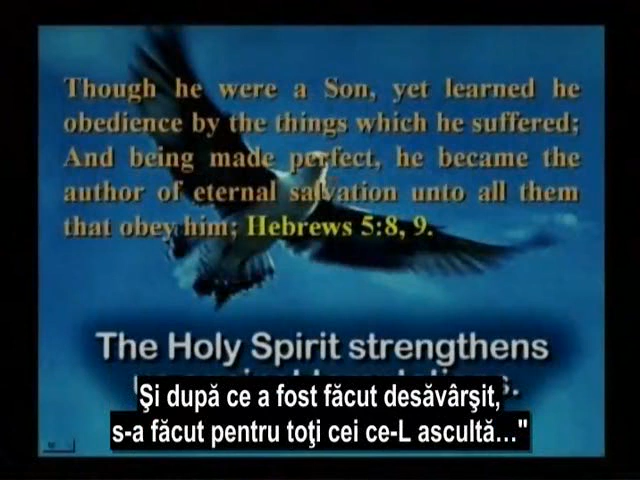 Though he were a Son, yet learned he
obedience by the things which he suffered;
And being made perfect, he became the
author of eternal salvation unto all them
that obey him; Hebrews 5:8, 9.
The Holy Spirit strengthens
Şi după ce a fost făcut desăvârşit,
s-a făcut pentru toţi cei ce-L ascultă..."